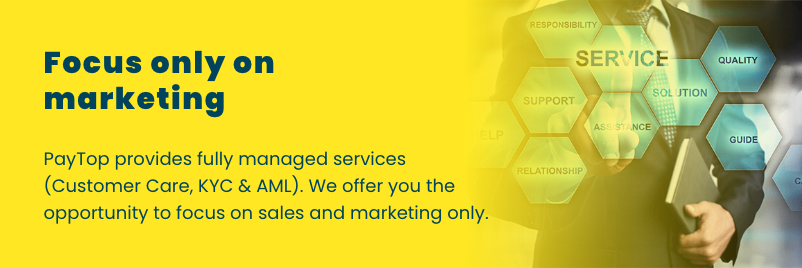 Focus only on
marketing
PayTop provides fully managed services
(Customer Care, KYC & AML). We offer you the
opportunity to focus on sales and marketing only.
RESPONSIBILITY
SERVICE
QUALITY
SOLUTION
SUPPORT
ASSISTANCE
ELP
GUIDE
RELATIONSHIP